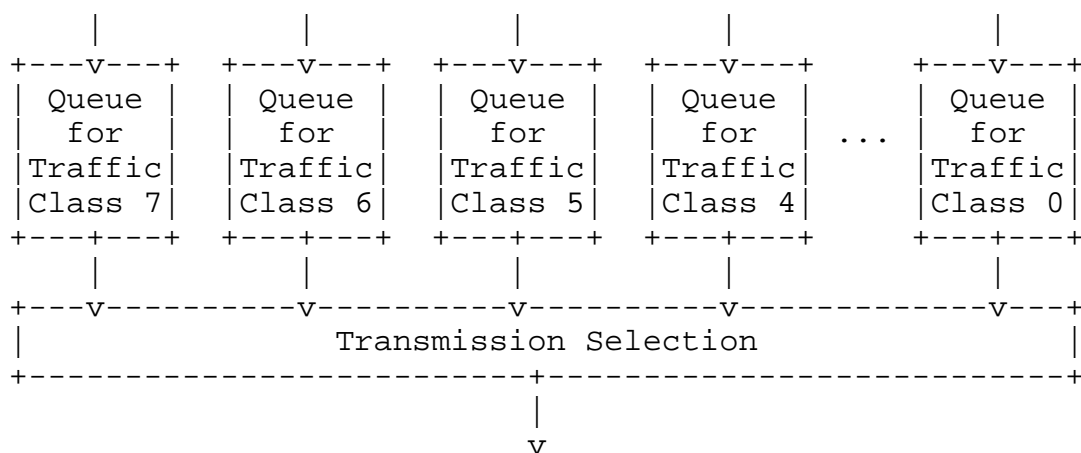 |            |            |            |               |
+---v---+  +---v---+  +---v---+  +---v---+      +---v---+
| Queue |  | Queue |  | Queue |  | Queue |      | Queue |
|  for  |  |  for  |  |  for  |  |  for  | ...  |  for  |
|Traffic|  |Traffic|  |Traffic|  |Traffic|      |Traffic|
|Class 7|  |Class 6|  |Class 5|  |Class 4|      |Class 0|
+---+---+  +---+---+  +---+---+  +---+---+      +---+---+
    |          |          |          |              |
+---v----------v----------v----------v--------------v---+
|                Transmission Selection                 |
+---------------------------+---------------------------+
                            |
                            v